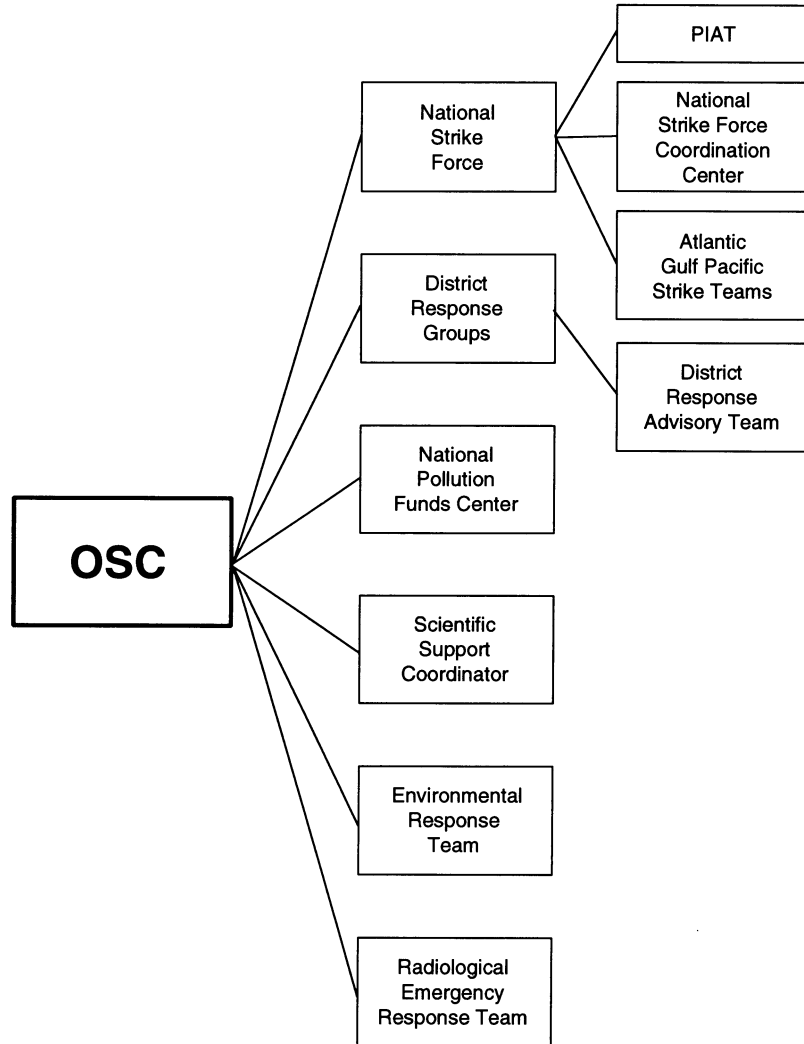 PIAT
National
Strike
Force
National
Strike Force
Coordination
Center
Atlantic
Gulf Pacific
Strike Teams
District
Response
Groups
District
Response
Advisory Team
National
Pollution
Funds Center
OSC
Scientific
Support
Coordinator
Environmental
Response
Team
Radiological
Emergency
Response Team